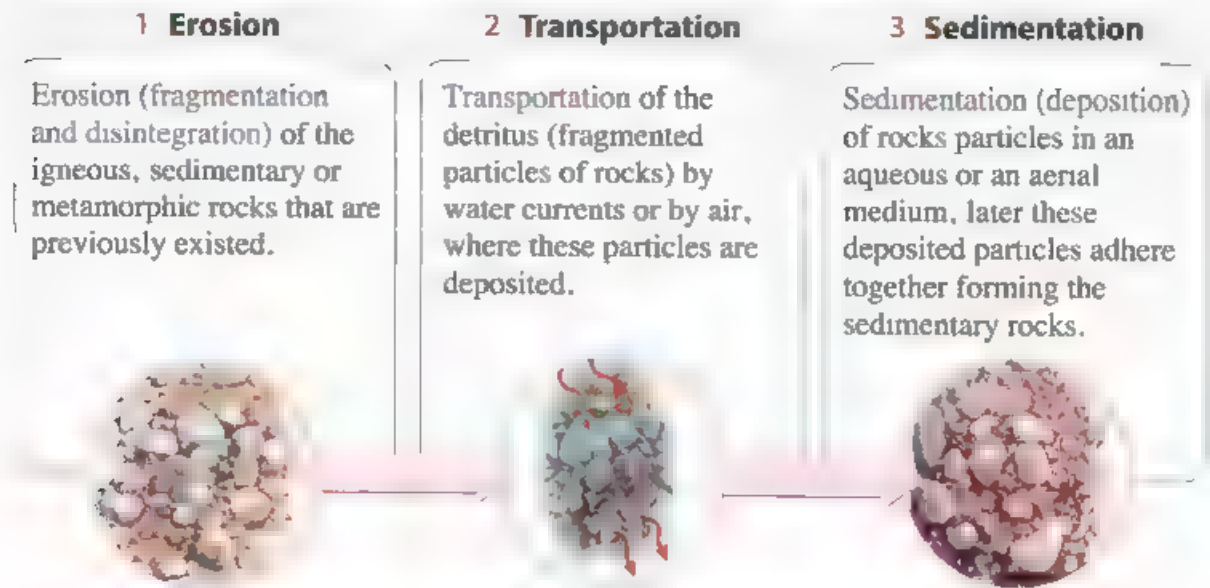 1 Erosion
Erosion (fragmentation
and disintegration) of the
igneous, sedimentary or
metamorphic rocks that are
previously existed.
2 Transportation
Transportation of the
detritus (fragmented
particles of rocks) by
water currents or by air,
where these particles are
deposited.
3 Sedimentation
Sedimentation (deposition)
of rocks particles in an
aqueous or an aerial
medium, later these
deposited particles adhere
together forming the
sedimentary rocks.